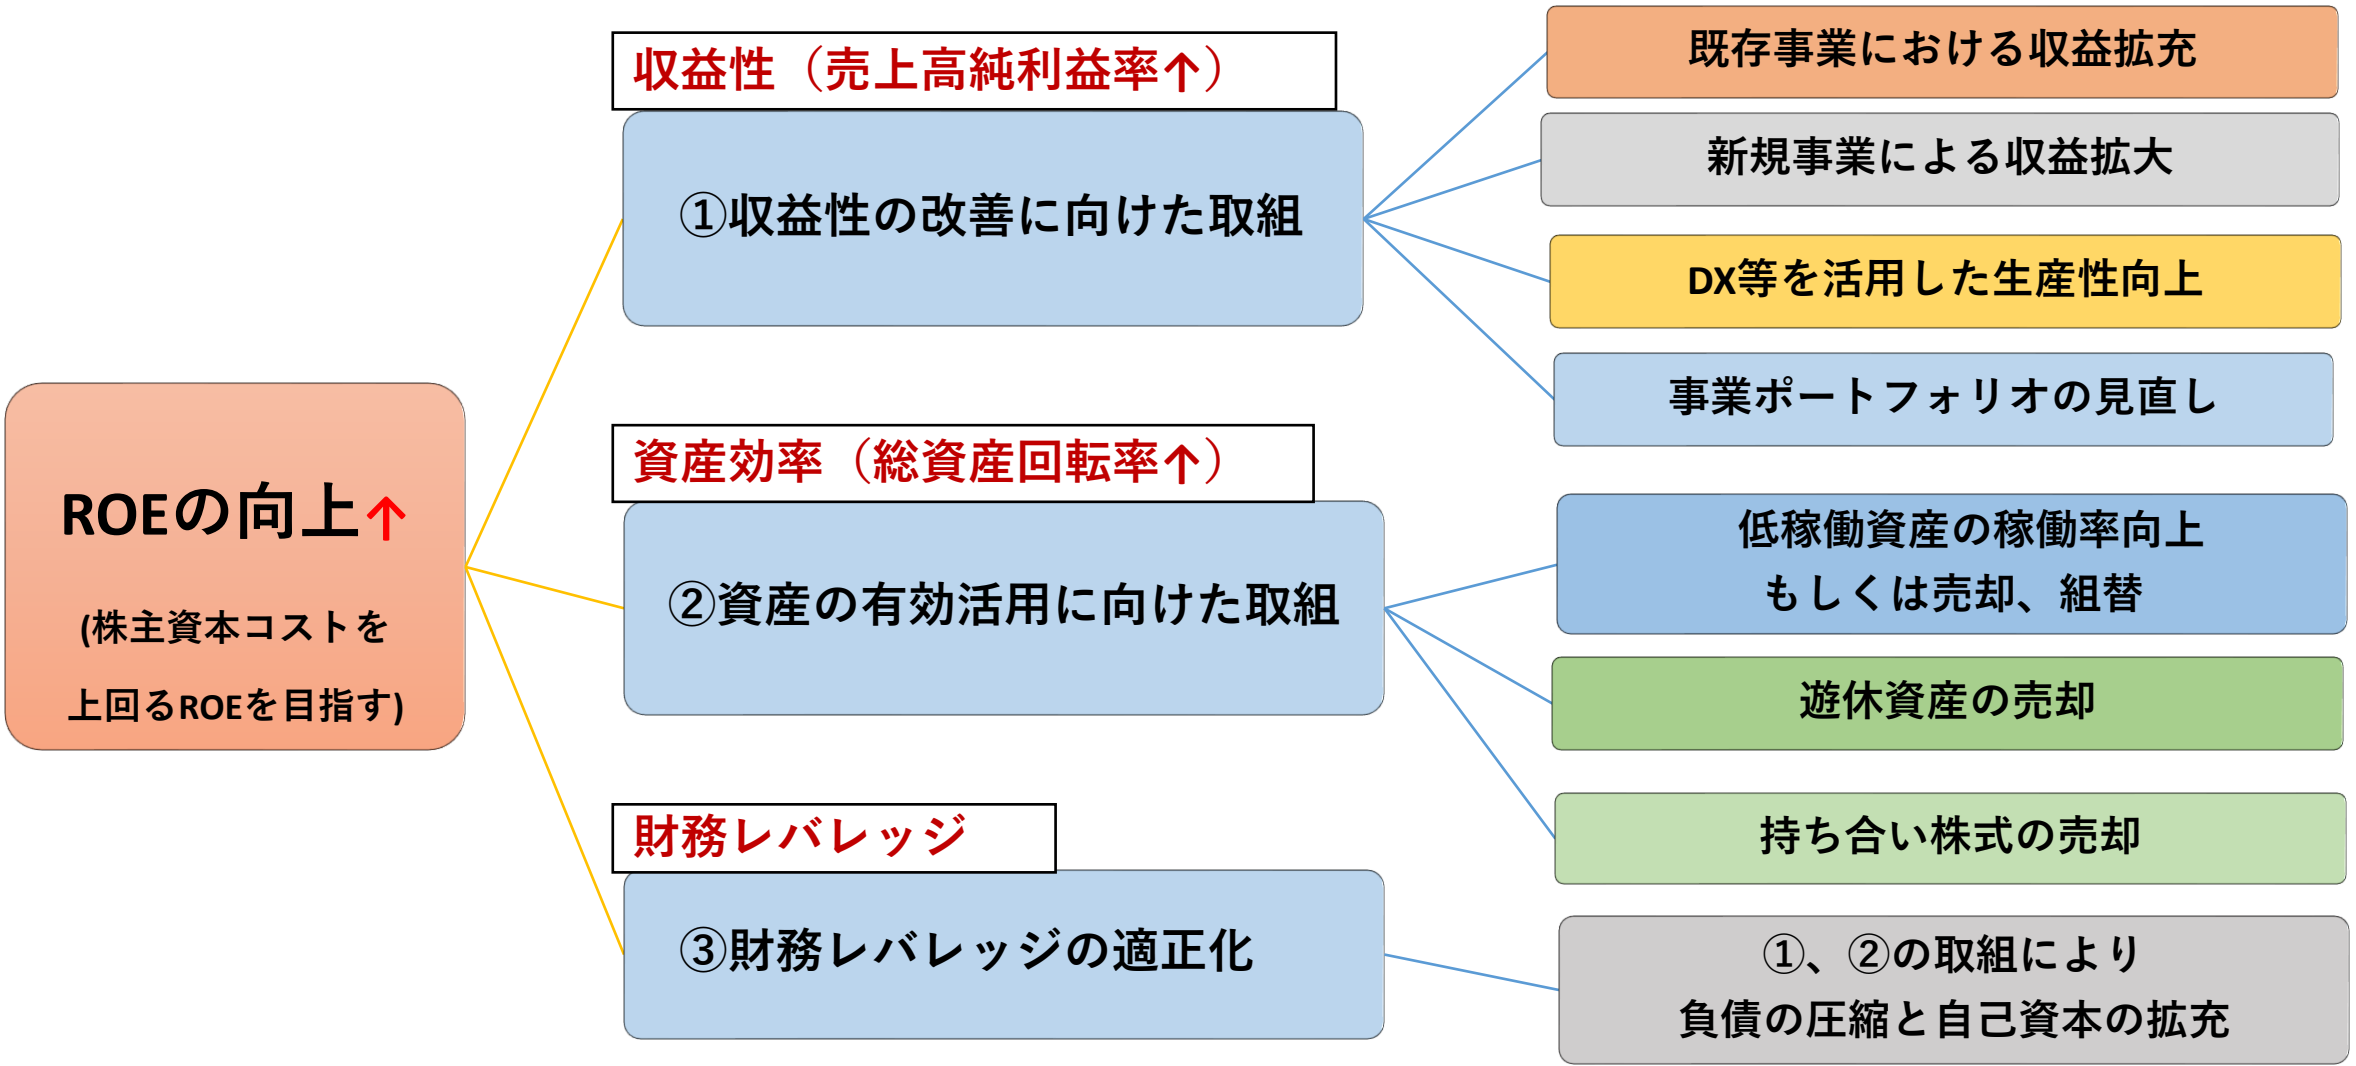 ROEの向上↑
(株主資本コストを
上回るROEを目指す)
収益性（売上高純利益率↑）
①収益性の改善に向けた取組
既存事業における収益拡充
新規事業による収益拡大
DX等を活用した生産性向上
事業ポートフォリオの見直し
資産効率（総資産回転率↑）
②資産の有効活用に向けた取組
低稼働資産の稼働率向上
もしくは売却、組替
遊休資産の売却
持ち合い株式の売却
財務レバレッジ
③財務レバレッジの適正化
①、②の取組により
負債の圧縮と自己資本の拡充